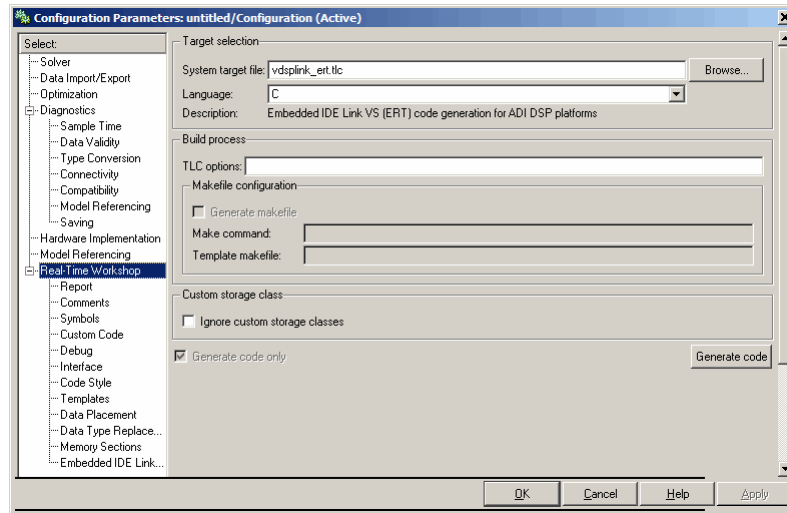 Configuration Parameters: untitled/Configuration (Active)
Select:
Solver
Data Import/Export
Optimization
Diagnostics
Sample Time
Data Validity
Type Conversion
Connectivity
Compatibility
Model Referencing
Saving
Hardware Implementation
Model Referencing
Real-Time Workshop
Report
Comments
Symbols
Custom Code
Debug
Interface
Code Style
Templates
Data Placement
Data Type Replace...
Memory Sections
Embedded IDE Link...
Target selection
System target file: vdsplink_ert.tlc Browse...
Language: C
Description: Embedded IDE Link VS (ERT) code generation for ADI DSP platforms
Build process
TLC options:
Makefile configuration
Generate makefile
Make command:
Template makefile:
Custom storage class
Ignore custom storage classes
Generate code only Generate code
OK Cancel Help Apply